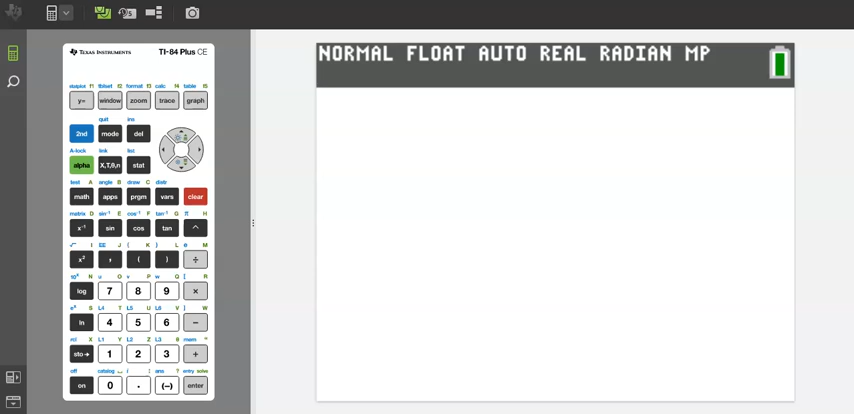 NORMAL FLOAT AUTO REAL RADIAN MP
TEXAS INSTRUMENTS TI-84 Plus CE
statplot f1 tblset f2 format f3 calc f4 table f5
y= window zoom trace graph
quit ins
2nd mode del
A-lock link list
alpha X,T,θ,n stat
test A angle B draw C distr
math apps prgm vars clear
matrix D sin⁻¹ E cos⁻¹ F tan⁻¹ G π H
x⁻¹ sin cos tan ^
√ I EE J { K } L e M
x² , ( ) ÷
10ˣ N u O v P w Q [ R
log 7 8 9 ×
eˣ S L4 T L5 U L6 V ] W
ln 4 5 6 −
rcl X L1 Y L2 Z L3 θ mem "
sto→ 1 2 3 +
off catalog i : ans ? entry solve
on 0 . (−) enter